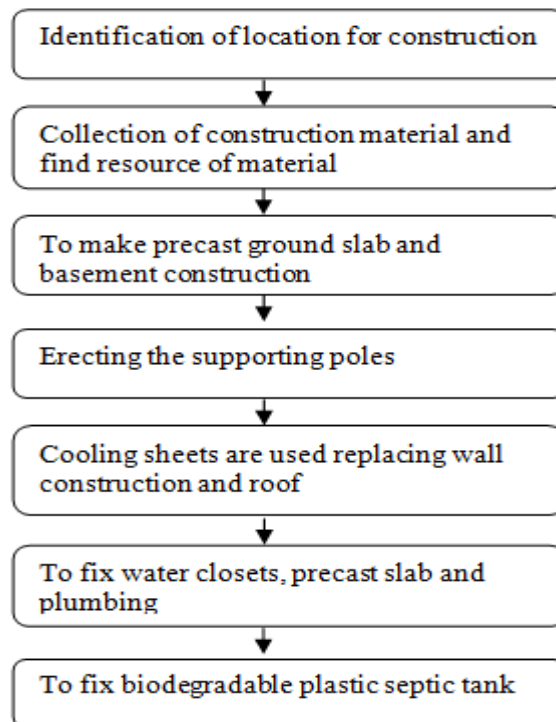 Identification of location for construction
Collection of construction material and
find resource of material
To make precast ground slab and
basement construction
Erecting the supporting poles
Cooling sheets are used replacing wall
construction and roof
To fix water closets, precast slab and
plumbing
To fix biodegradable plastic septic tank